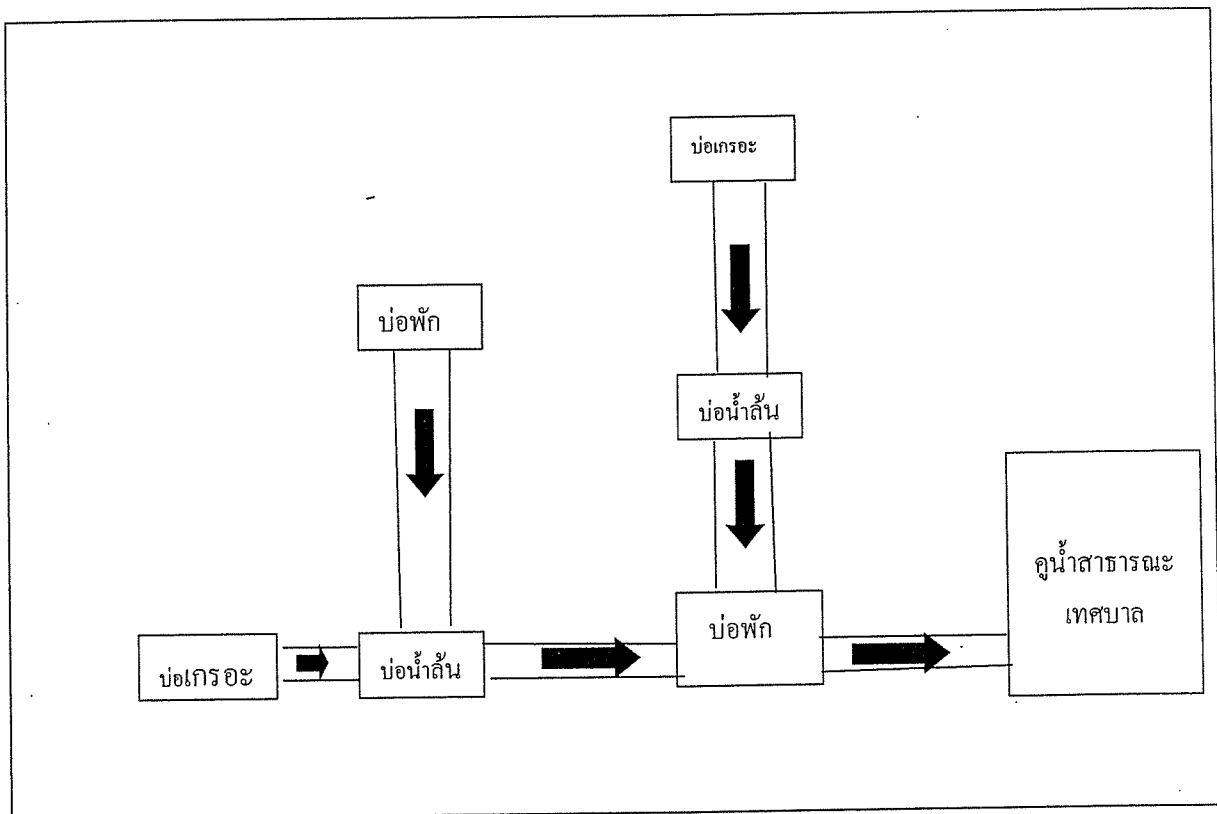 บ่อเกรอะ
บ่อพัก
บ่อน้ำล้น
คูน้ำสาธารณะ
เทศบาล
บ่อพัก
บ่อเกรอะ
บ่อน้ำล้น